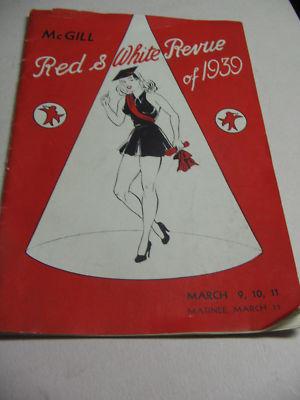 McGILL
Red & White Revue
of 1939
MARCH 9, 10, 11
MATINEE, MARCH 11